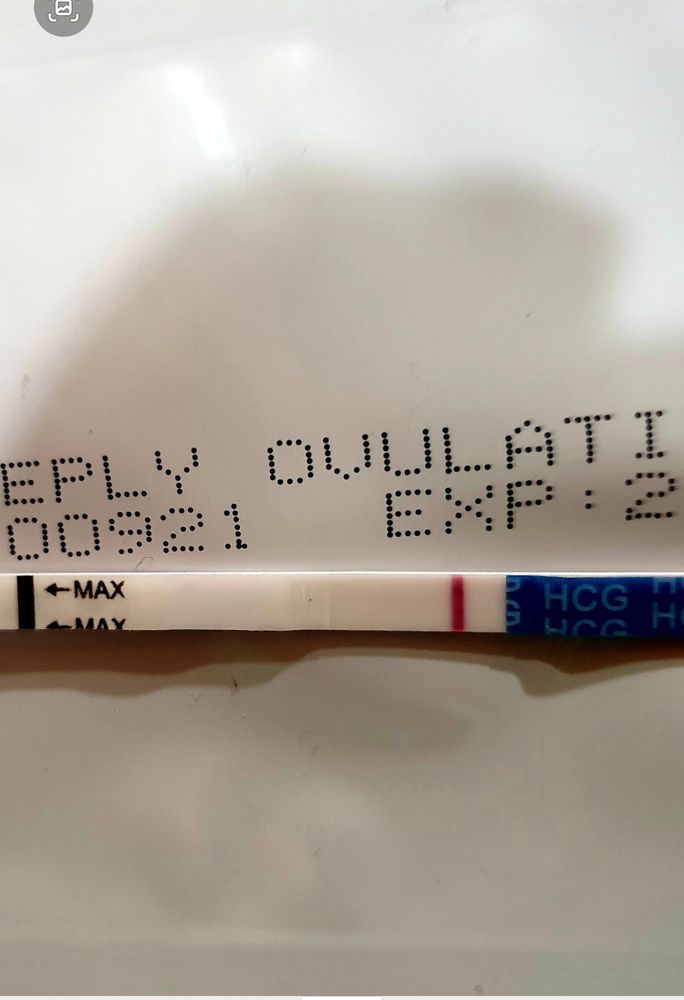 EPLY OVULATI
00921 EXP:2
←MAX HCG
←MAX HCG